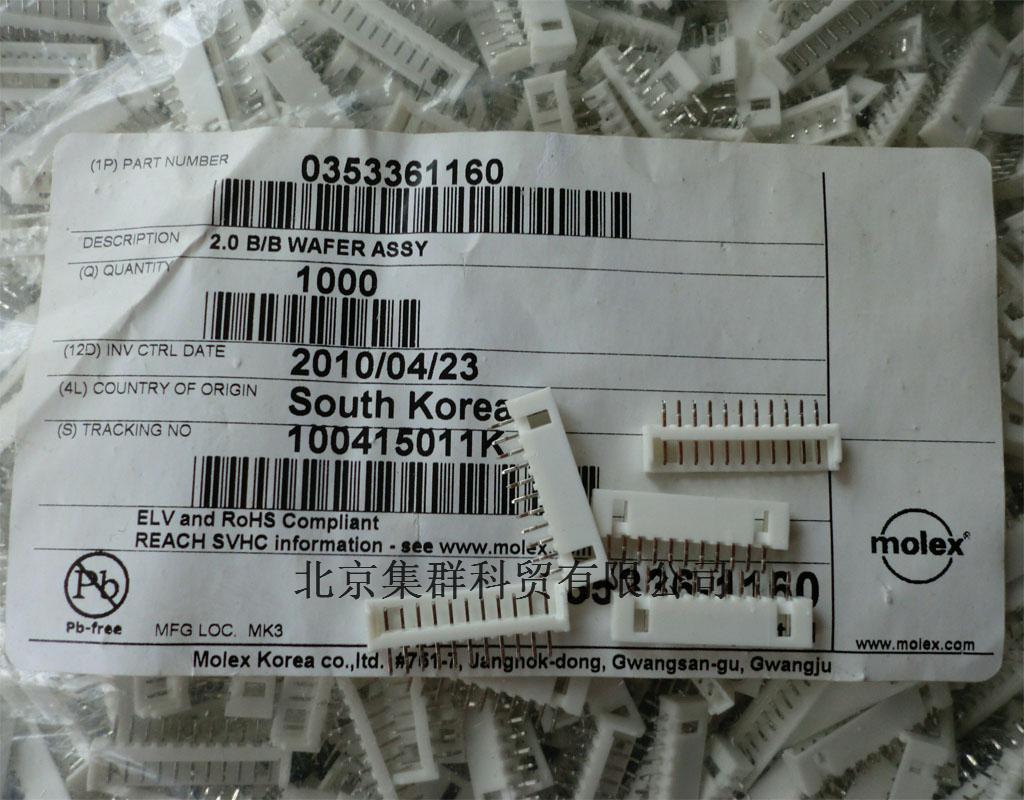 (1P) PART NUMBER 0353361160
DESCRIPTION 2.0 B/B WAFER ASSY
(Q) QUANTITY 1000
(12D) INV CTRL DATE 2010/04/23
(4L) COUNTRY OF ORIGIN South Korea
(S) TRACKING NO 100415011K
ELV and RoHS Compliant
REACH SVHC information - see www.molex.
molex®
北京集群科贸有限公司
Pb
1160
Pb-free MFG LOC. MK3
www.molex.com
Molex Korea co.,ltd. Jangnok-dong, Gwangsan-gu, Gwangju